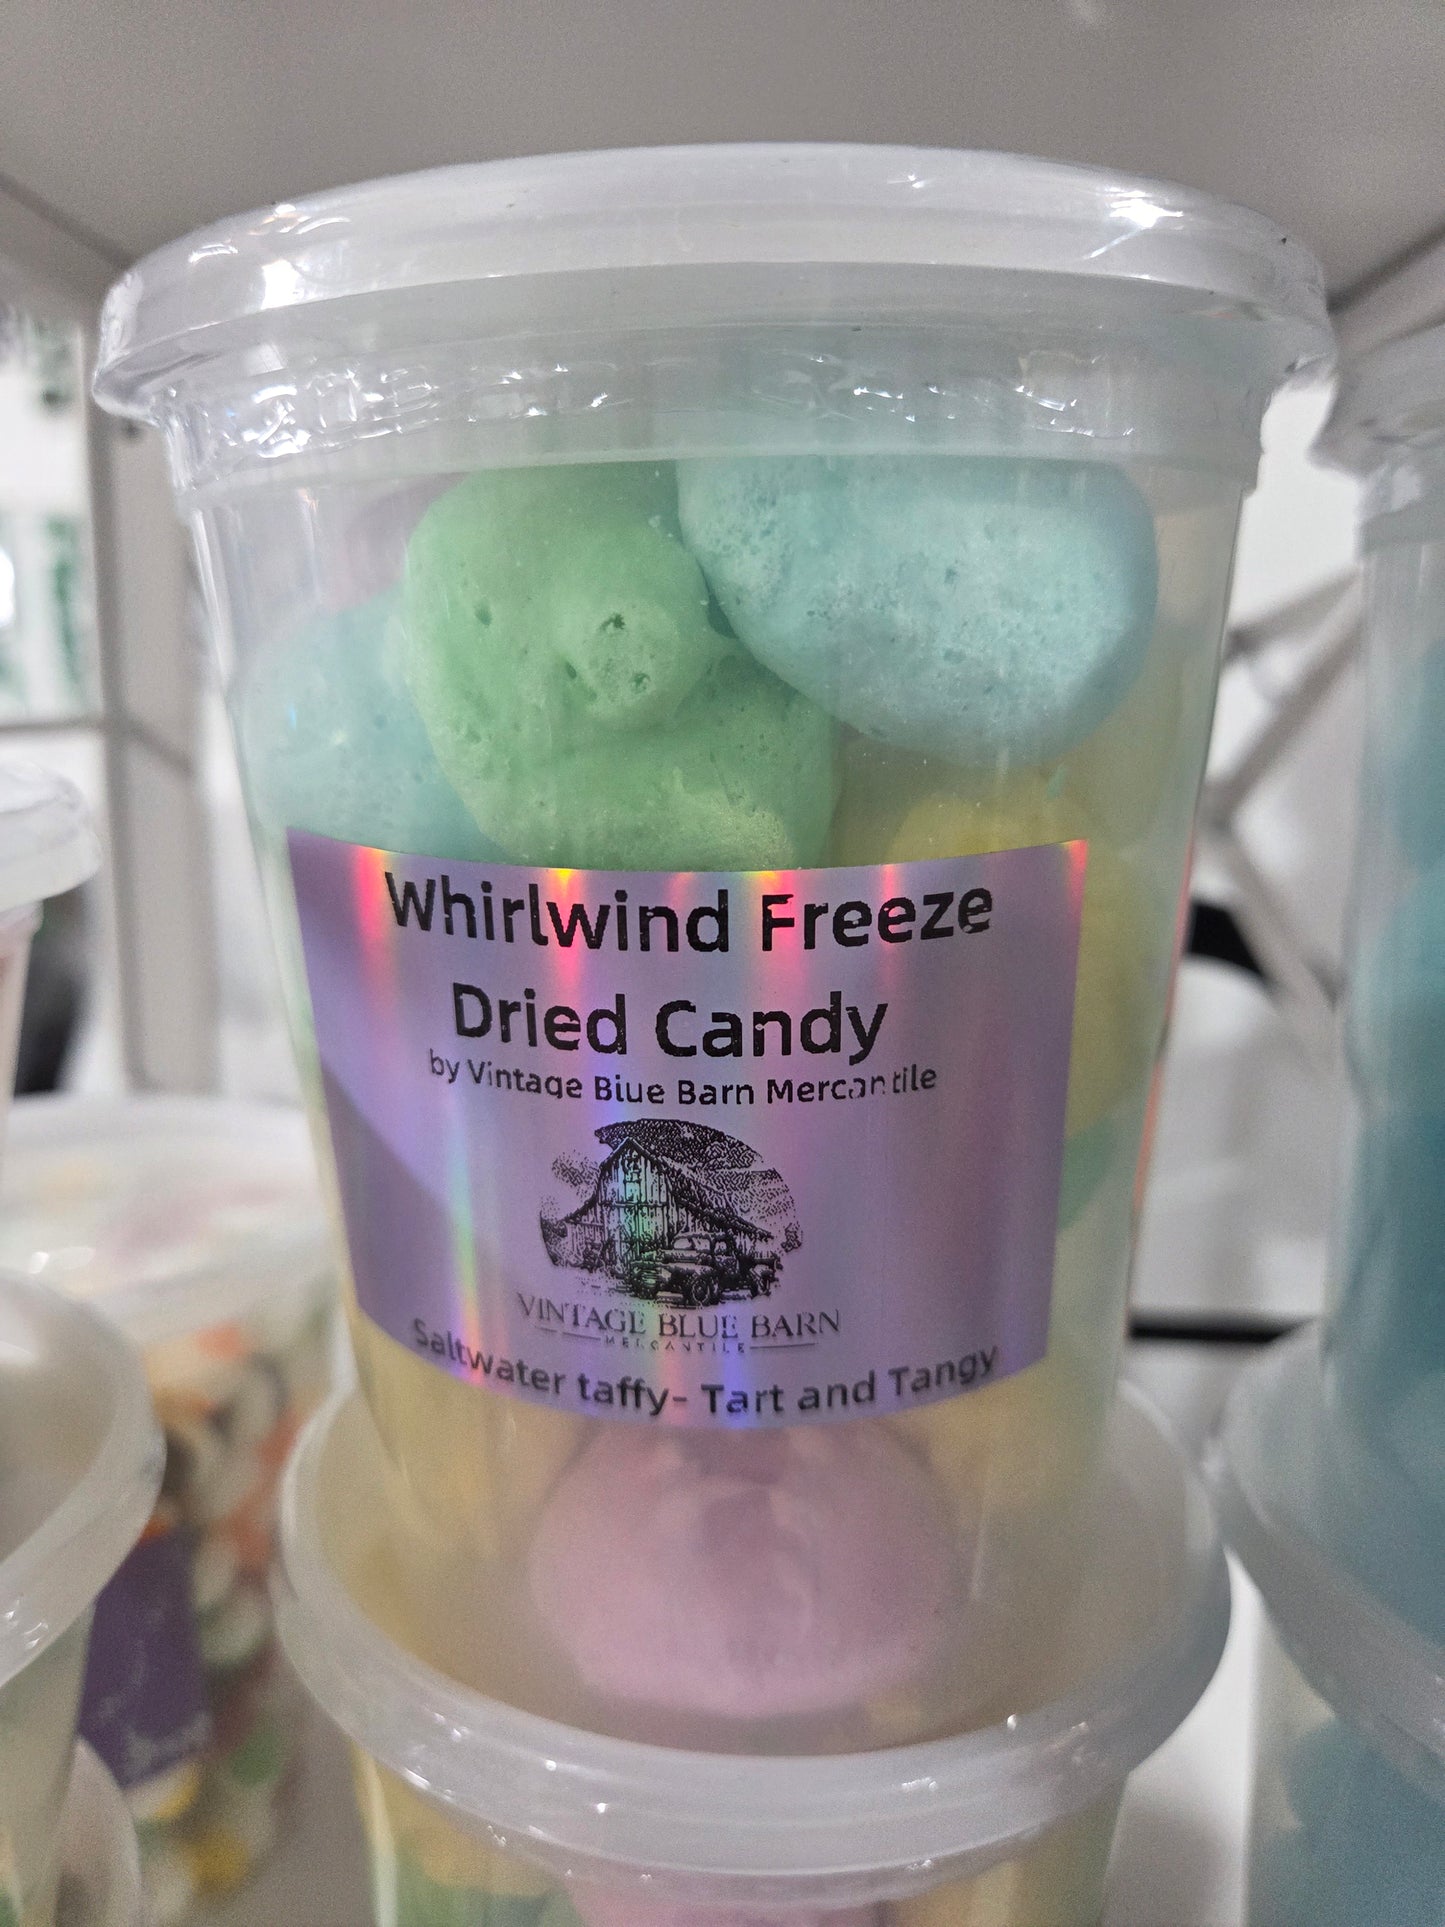 Whirlwind Freeze
Dried Candy
by Vintage Blue Barn Mercantile
VINTAGE BLUE BARN
MERCANTILE
Saltwater taffy- Tart and Tangy